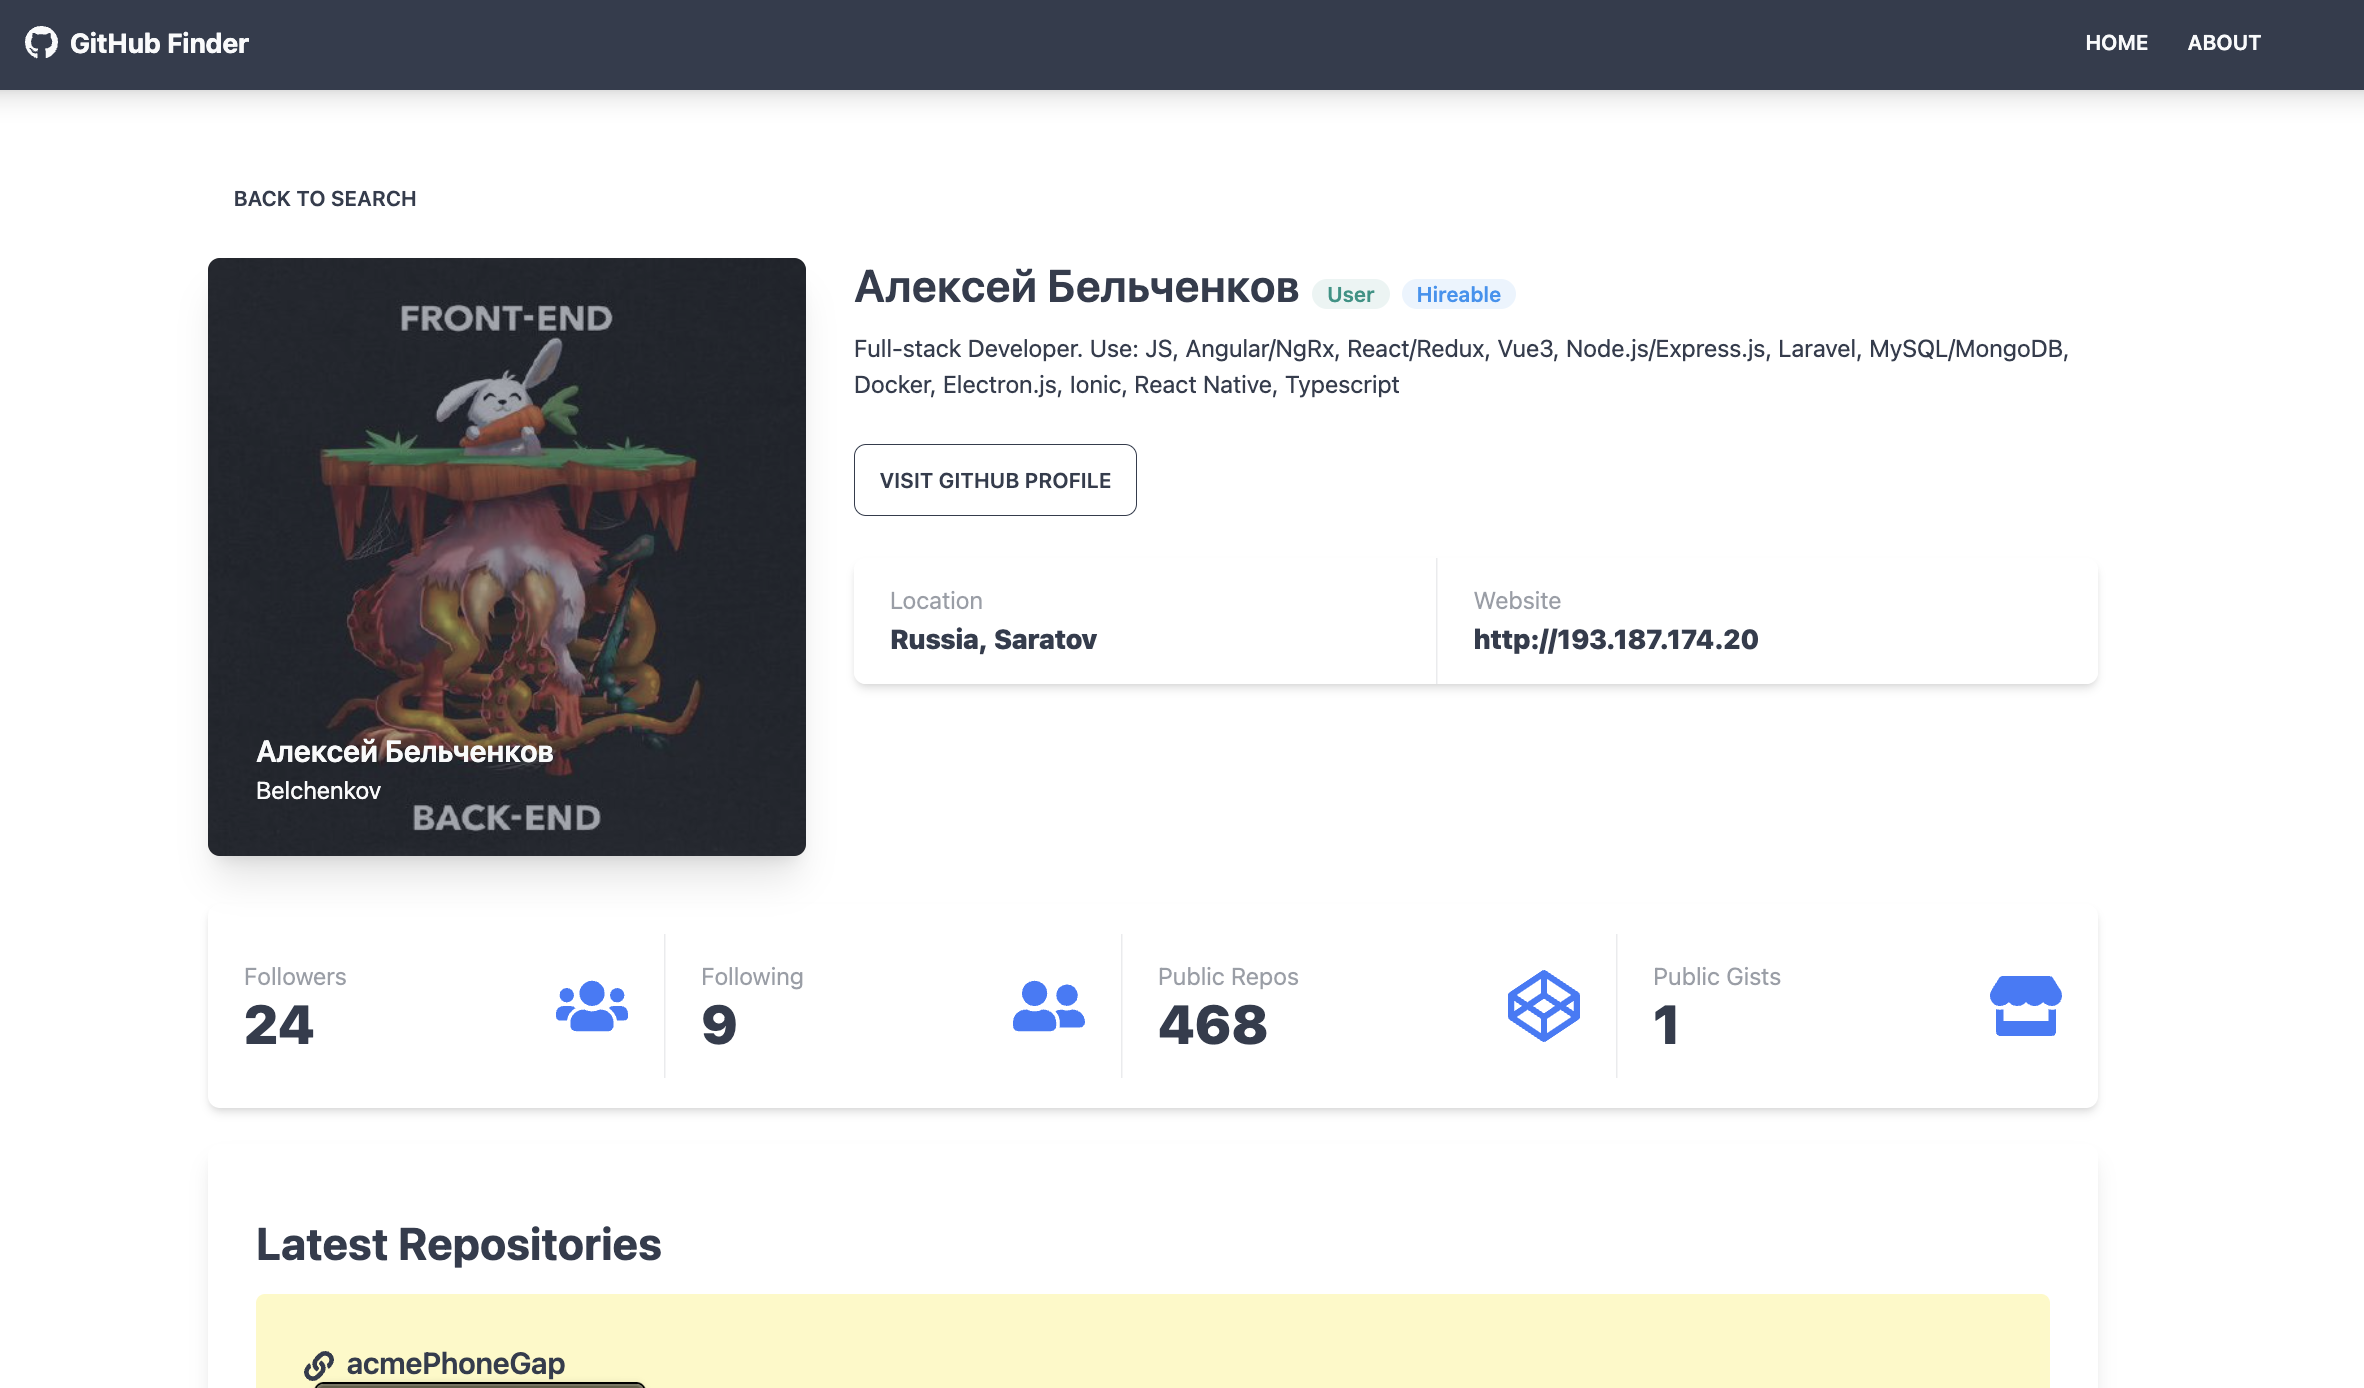 GitHub Finder
HOME
ABOUT
BACK TO SEARCH
FRONT-END
Алексей Бельченков
Belchenkov
BACK-END
Алексей Бельченков
User
Hireable
Full-stack Developer. Use: JS, Angular/NgRx, React/Redux, Vue3, Node.js/Express.js, Laravel, MySQL/MongoDB,
Docker, Electron.js, Ionic, React Native, Typescript
VISIT GITHUB PROFILE
Location
Russia, Saratov
Website
http://193.187.174.20
Followers
24
Following
9
Public Repos
468
Public Gists
1
Latest Repositories
acmePhoneGap